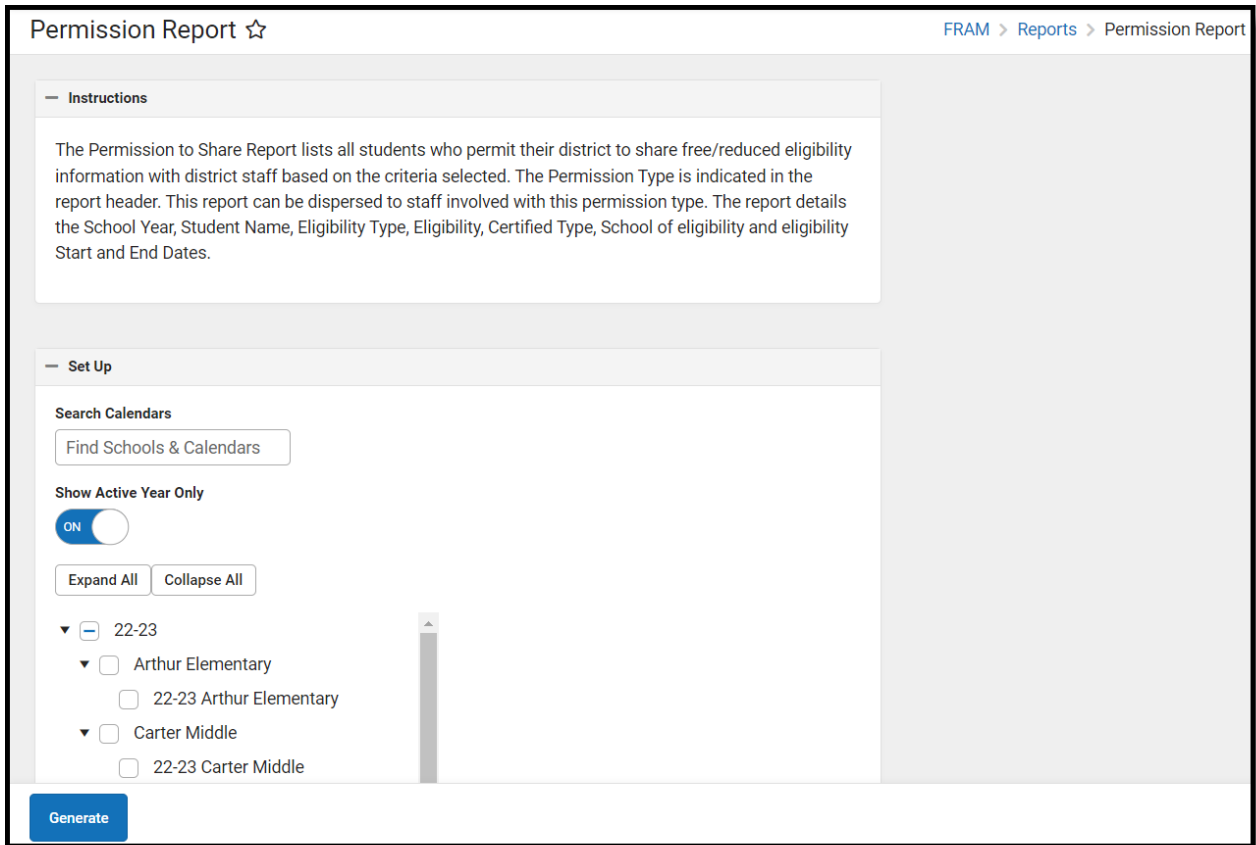 Permission Report
FRAM > Reports > Permission Report
Instructions
The Permission to Share Report lists all students who permit their district to share free/reduced eligibility
information with district staff based on the criteria selected. The Permission Type is indicated in the
report header. This report can be dispersed to staff involved with this permission type. The report details
the School Year, Student Name, Eligibility Type, Eligibility, Certified Type, School of eligibility and eligibility
Start and End Dates.
Set Up
Search Calendars
Find Schools & Calendars
Show Active Year Only
ON
Expand All Collapse All
22-23
Arthur Elementary
22-23 Arthur Elementary
Carter Middle
22-23 Carter Middle
Generate